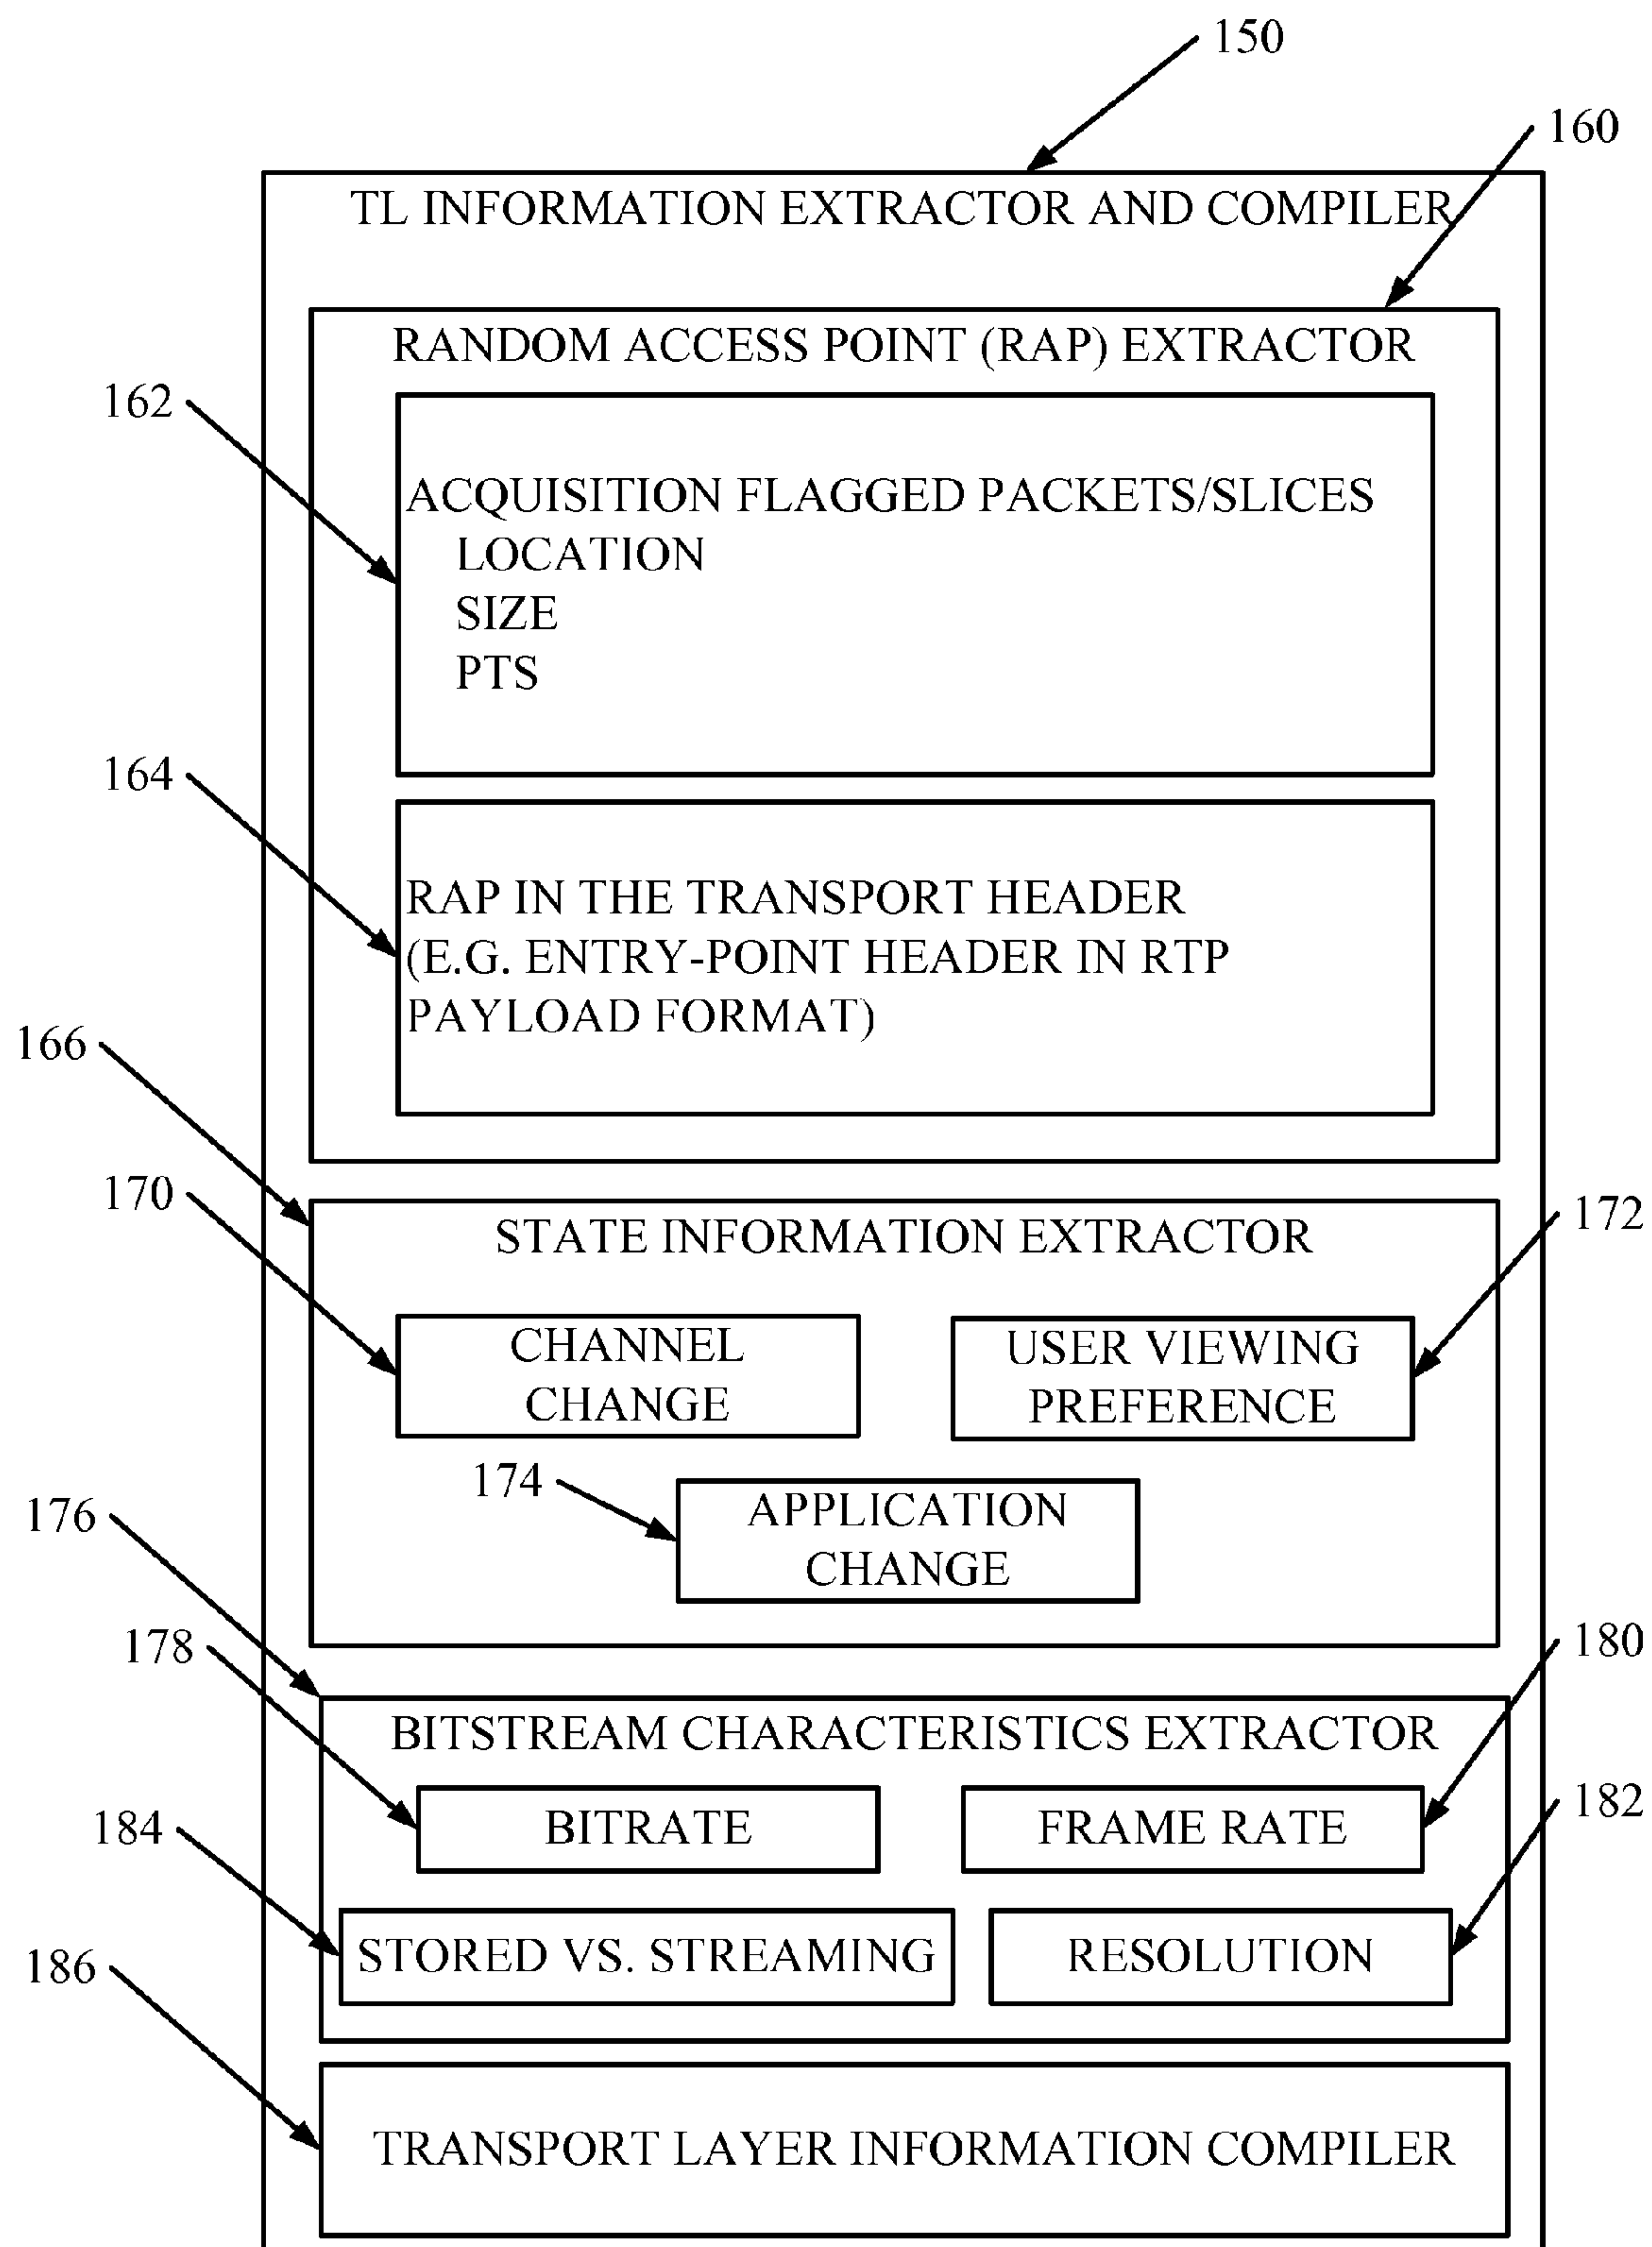 150
160
TL INFORMATION EXTRACTOR AND COMPILER
RANDOM ACCESS POINT (RAP) EXTRACTOR
162
ACQUISITION FLAGGED PACKETS/SLICES
LOCATION
SIZE
PTS
164
RAP IN THE TRANSPORT HEADER
(E.G. ENTRY-POINT HEADER IN RTP
PAYLOAD FORMAT)
166
170
STATE INFORMATION EXTRACTOR
172
CHANNEL
CHANGE
USER VIEWING
PREFERENCE
174
APPLICATION
CHANGE
176
178
180
BITSTREAM CHARACTERISTICS EXTRACTOR
BITRATE
FRAME RATE
182
184
STORED VS. STREAMING
RESOLUTION
186
TRANSPORT LAYER INFORMATION COMPILER